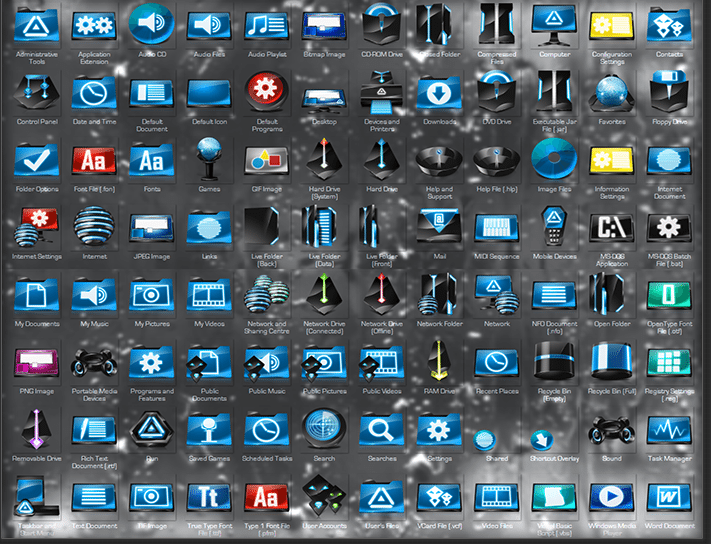 Administrative
Tools
Application
Extension
Audio CD
Audio Files
Audio Playlist
Bitmap Image
CD-ROM Drive
Closed Folder
Compressed
Files
Computer
Configuration
Settings
Contacts
Control Panel
Date and Time
Default
Document
Default Icon
Default
Programs
Desktop
Devices and
Printers
Downloads
DVD Drive
Executable Jar
File [.jar]
Favorites
Floppy Drive
Folder Options
Aa
Font File [.fon]
Aa
Fonts
Games
GIF Image
Hard Drive
[System]
Hard Drive
Help and
Support
Help File [.hlp]
Image Files
Information
Settings
Internet
Document
Internet Settings
Internet
JPEG Image
Links
Live Folder
[Back]
Live Folder
[Data]
Live Folder
[Front]
Mail
MIDI Sequence
Mobile Devices
C:\
MS-DOS
Application
MS-DOS Batch
File [.bat]
My Documents
My Music
My Pictures
My Videos
Network and
Sharing Centre
Network Drive
[Connected]
Network Drive
[Offline]
Network Folder
Network
NFO Document
[.nfo]
Open Folder
OpenType Font
File [.otf]
PNG Image
Portable Media
Devices
Programs and
Features
Public
Documents
Public Music
Public Pictures
Public Videos
RAM Drive
Recent Places
Recycle Bin
[Empty]
Recycle Bin [Full]
Registry Settings
[.reg]
Removable Drive
Rich Text
Document [.rtf]
Run
Saved Games
Scheduled Tasks
Search
Searches
Settings
Shared
Shortcut Overlay
Sound
Task Manager
Taskbar and
Start Menu
Text Document
TIF Image
Tt
True Type Font
File [.ttf]
Aa
Type 1 Font File
[.pfm]
User Accounts
User's Files
VCard File [.vcf]
Video Files
Visual Basic
Script [.vbs]
Windows Media
Player
W
Word Document